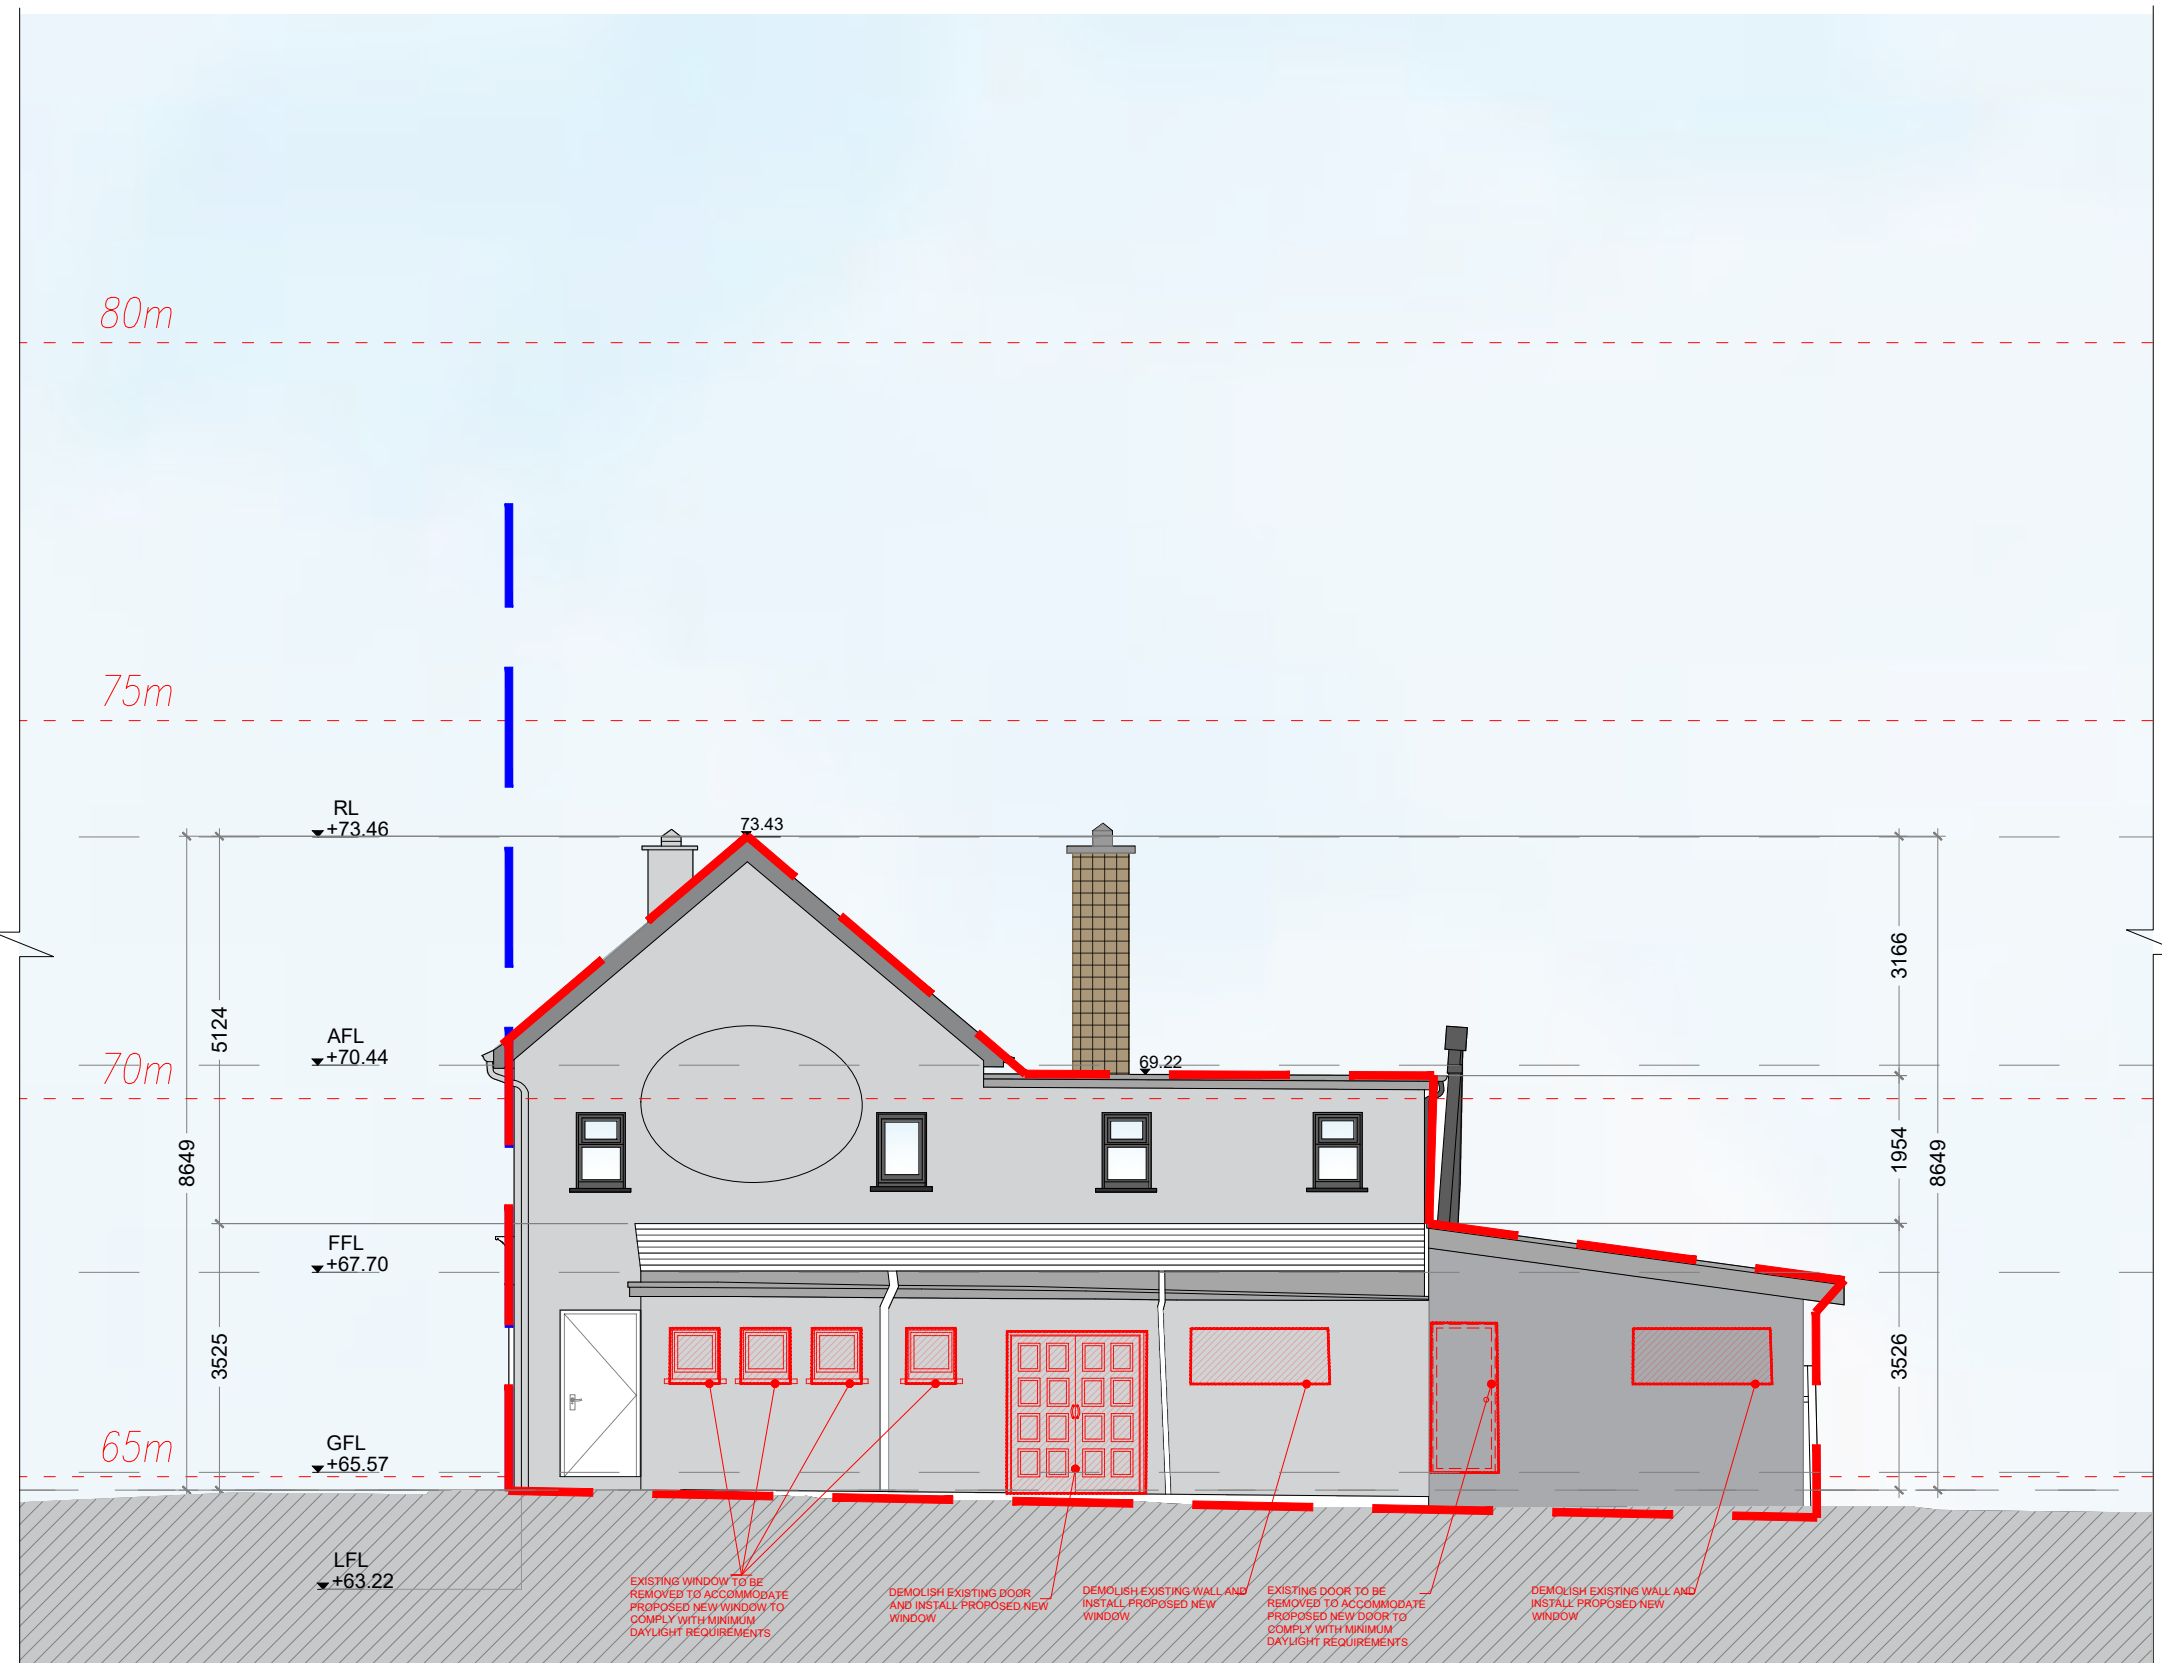 80m
75m
RL
+73.46
73.43
3166
5124
AFL
+70.44
69.22
70m
8649
1954
8649
FFL
+67.70
3525
3526
65m
GFL
+65.57
LFL
+63.22
EXISTING WINDOW TO BE
REMOVED TO ACCOMMODATE
PROPOSED NEW WINDOW TO
COMPLY WITH MINIMUM
DAYLIGHT REQUIREMENTS
DEMOLISH EXISTING DOOR
AND INSTALL PROPOSED NEW
WINDOW
DEMOLISH EXISTING WALL AND
INSTALL PROPOSED NEW
WINDOW
EXISTING DOOR TO BE
REMOVED TO ACCOMMODATE
PROPOSED NEW DOOR TO
COMPLY WITH MINIMUM
DAYLIGHT REQUIREMENTS
DEMOLISH EXISTING WALL AND
INSTALL PROPOSED NEW
WINDOW